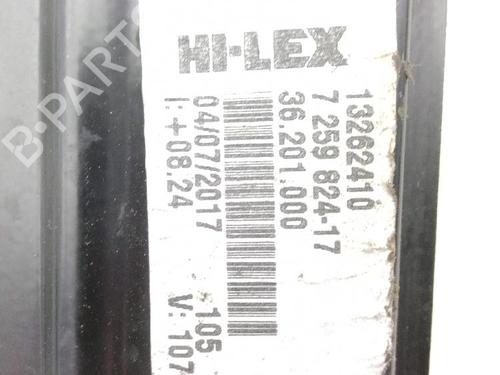 HI-LEX
13262410
7 259 824-17
36.201.000
04/07/2017 105
I:+08.24 V: 107
B-PARTS